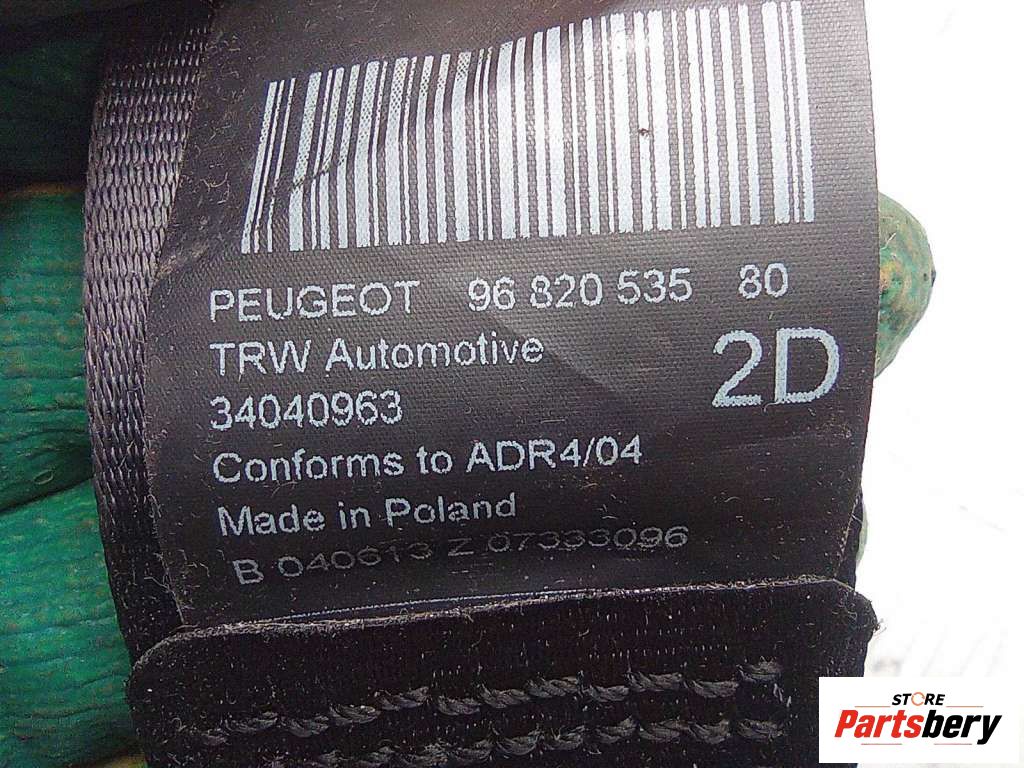 PEUGEOT 96 820 535 80
TRW Automotive
2D
34040963
Conforms to ADR4/04
Made in Poland
B 040613 Z 07333096
STORE
Partsbery